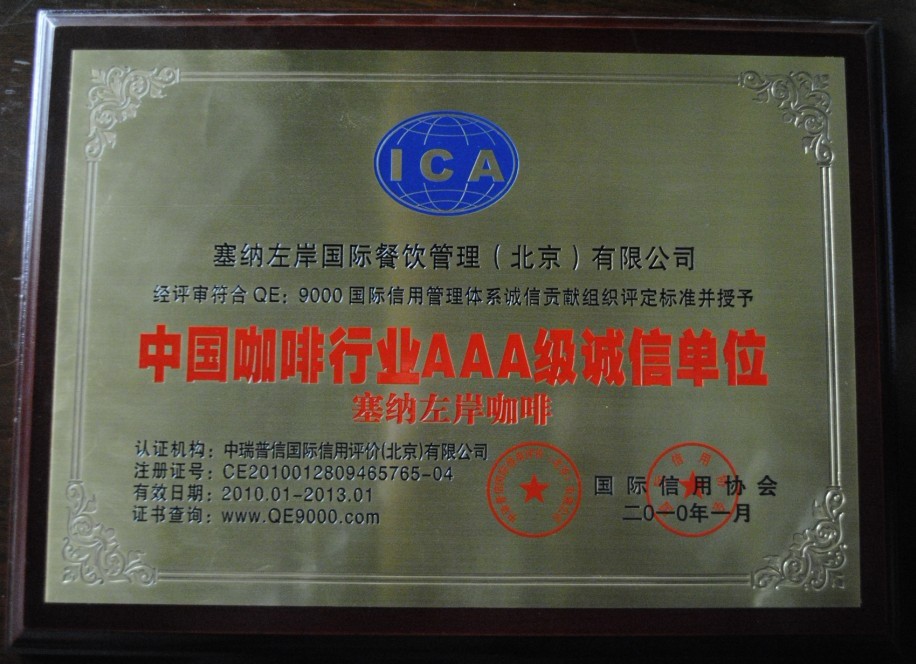 ICA
塞纳左岸国际餐饮管理（北京）有限公司
经评审符合 QE：9000 国际信用管理体系诚信贡献组织评定标准并授予
中国咖啡行业AAA级诚信单位
塞纳左岸咖啡
认证机构：中瑞普信国际信用评价(北京)有限公司
注册证号：CE2010012809465765-04
有效日期：2010.01-2013.01
证书查询：www.QE9000.com
国际信用协会
二〇一〇年一月